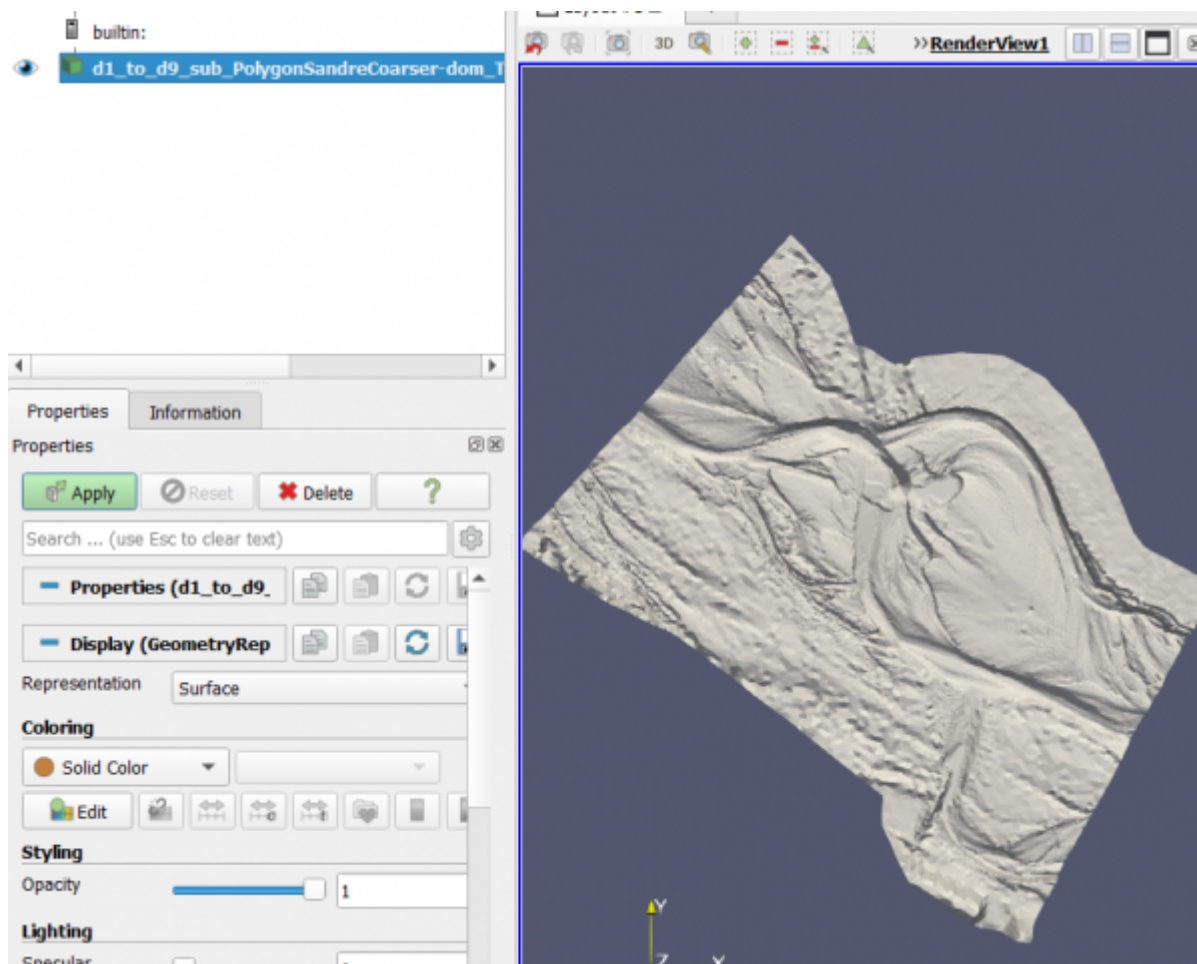 builtin:
d1_to_d9_sub_PolygonSandreCoarser-dom_T
3D
>>RenderView1
Properties
Information
Properties
Apply
Reset
Delete
?
Search ... (use Esc to clear text)
Properties (d1_to_d9_
Display (GeometryRep
Representation
Surface
Coloring
Solid Color
Edit
Styling
Opacity
1
Lighting
Specular
Y
Z
X